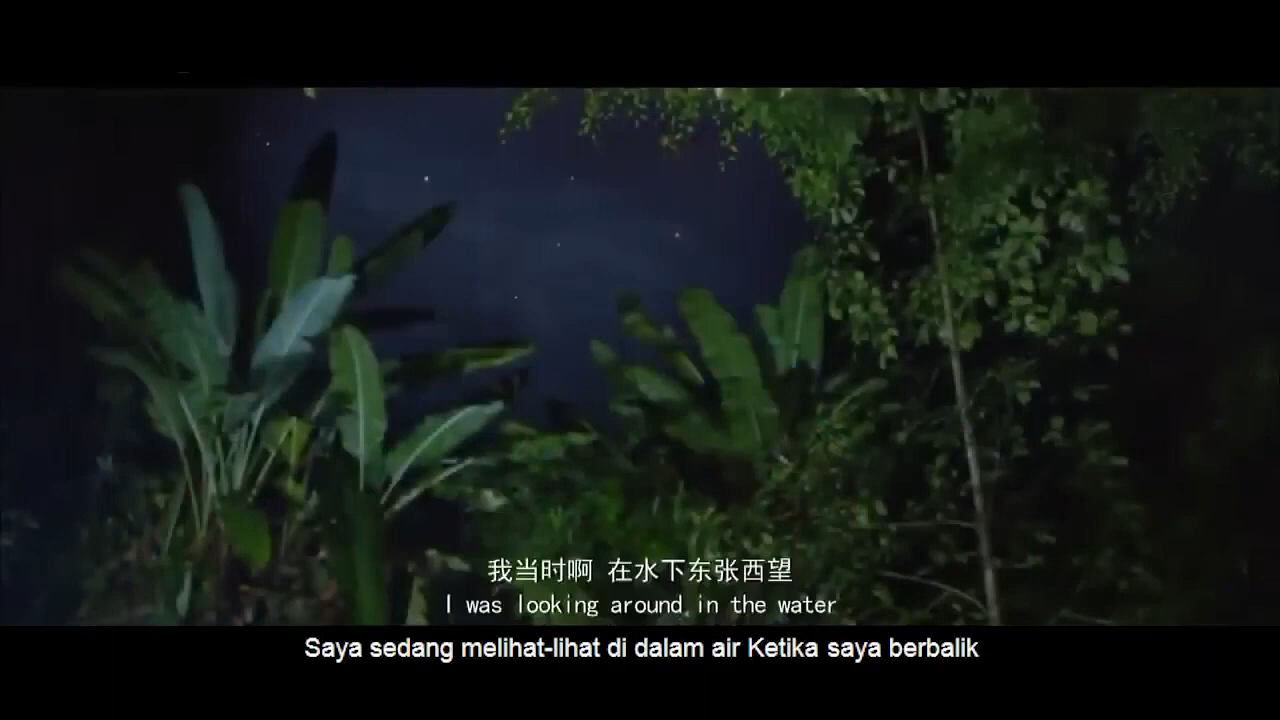 我当时啊 在水下东张西望
I was looking around in the water
Saya sedang melihat-lihat di dalam air Ketika saya berbalik